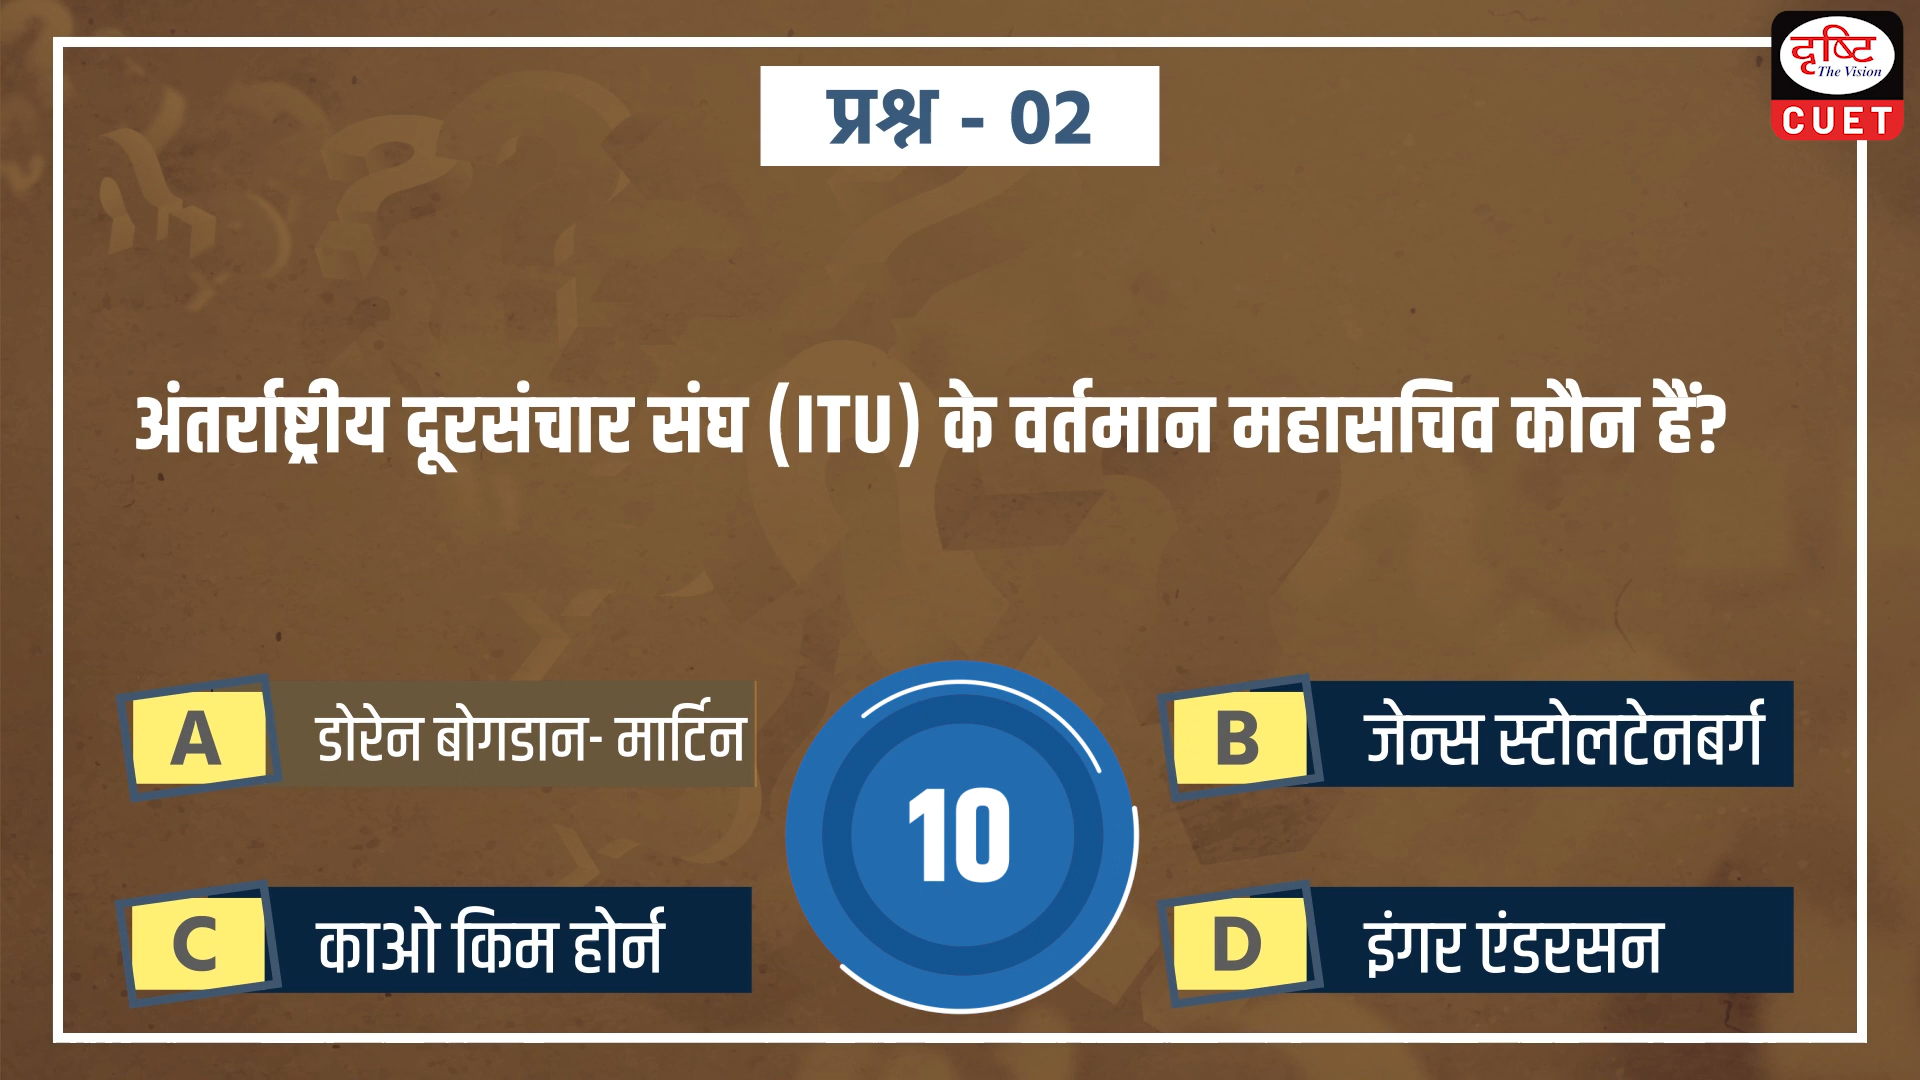 दृष्टि
The Vision
CUET
प्रश्न - 02
अंतर्राष्ट्रीय दूरसंचार संघ (ITU) के वर्तमान महासचिव कौन हैं?
A डोरेन बोगडान- मार्टिन
B जेन्स स्टोलटेनबर्ग
10
C काओ किम होर्न
D इंगर एंडरसन